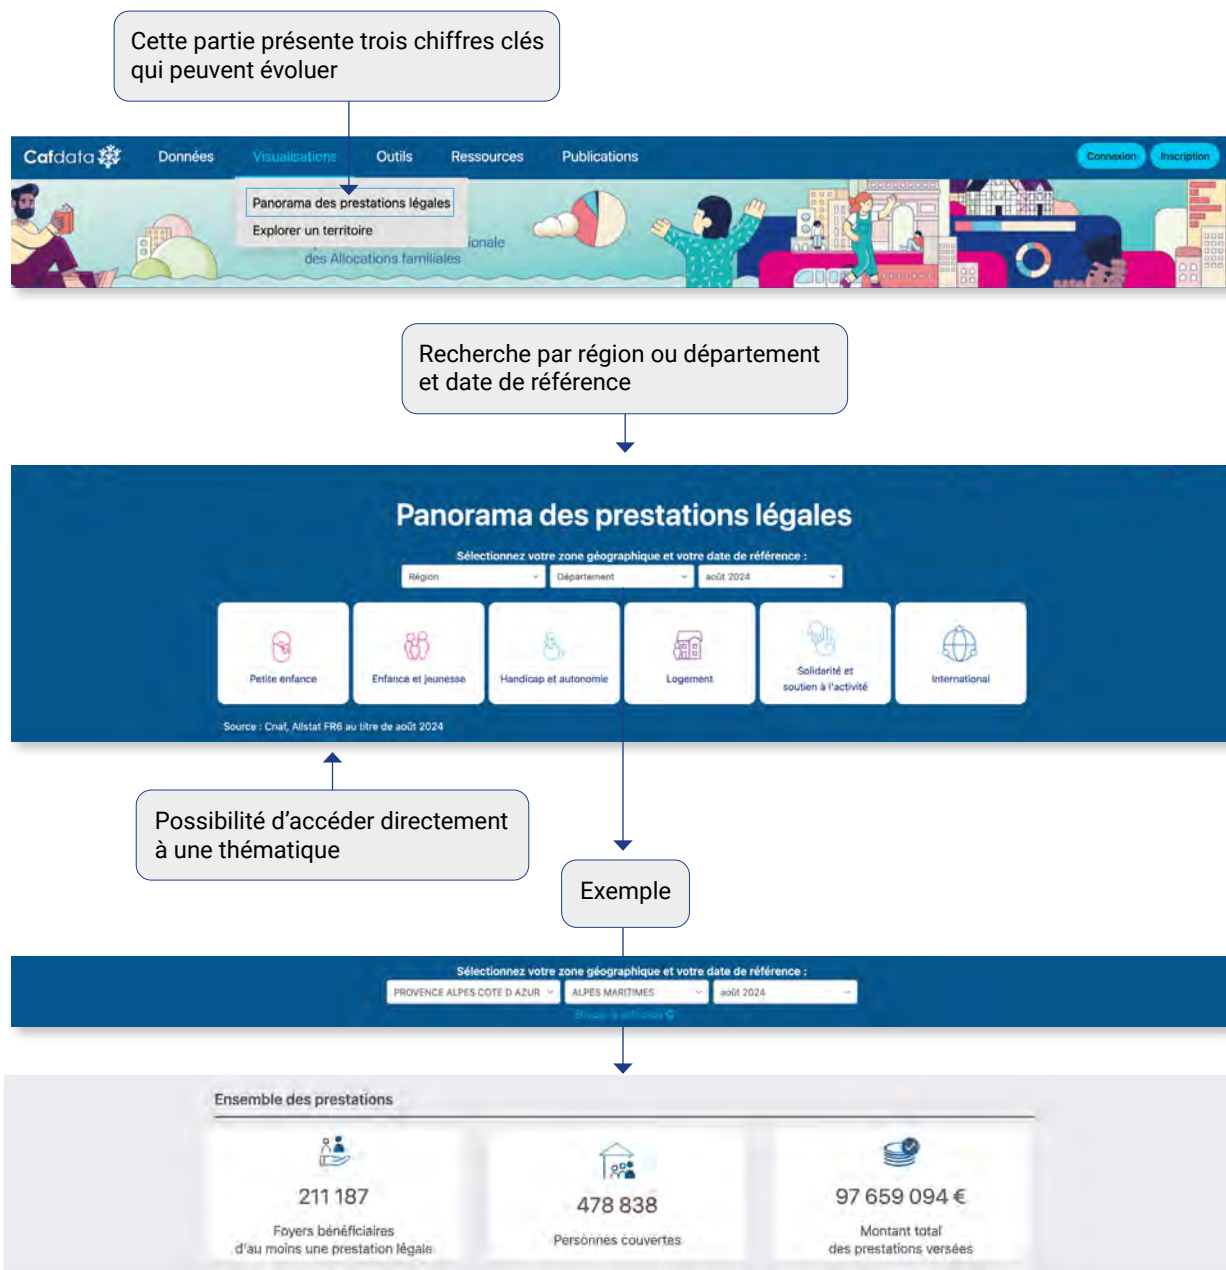 Cette partie présente trois chiffres clés
qui peuvent évoluer
Cafdata
Données
Visualisations
Outils
Ressources
Publications
Connexion
Inscription
Panorama des prestations légales
Explorer un territoire
ionale
des Allocations familiales
Recherche par région ou département
et date de référence
Panorama des prestations légales
Sélectionnez votre zone géographique et votre date de référence :
Région
Département
août 2024
Petite enfance
Enfance et jeunesse
Handicap et autonomie
Logement
Solidarité et
soutien à l'activité
International
Source : Cnaf, Allstat FR6 au titre de août 2024
Possibilité d’accéder directement
à une thématique
Exemple
Sélectionnez votre zone géographique et votre date de référence :
PROVENCE ALPES COTE D AZUR
ALPES MARITIMES
août 2024
Ensemble des prestations
211 187
Foyers bénéficiaires
d'au moins une prestation légale
478 838
Personnes couvertes
97 659 094 €
Montant total
des prestations versées